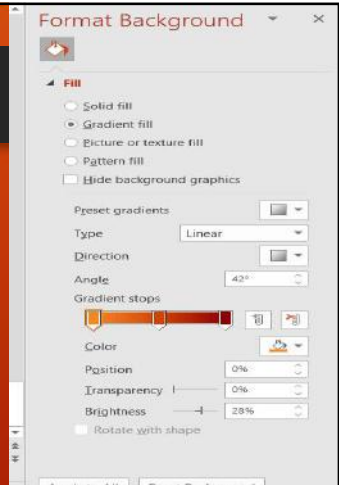 Format Background
Fill
Solid fill
Gradient fill
Picture or texture fill
Pattern fill
Hide background graphics
Preset gradients
Type Linear
Direction
Angle 42°
Gradient stops
Color
Position 0%
Transparency 0%
Brightness 28%
Rotate with shape